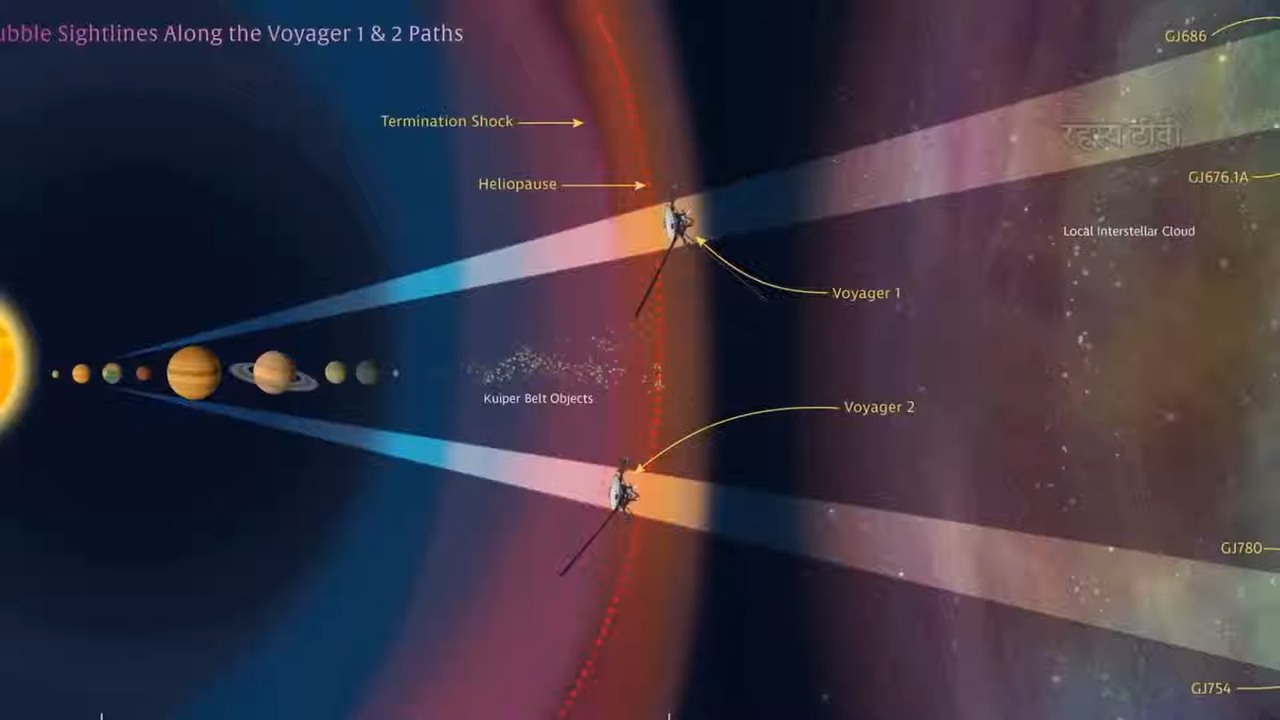 ubble Sightlines Along the Voyager 1 & 2 Paths
GJ686
Termination Shock
रहस्य टीवी
Heliopause
GJ676.1A
Local Interstellar Cloud
Voyager 1
Kuiper Belt Objects
Voyager 2
GJ780
GJ754